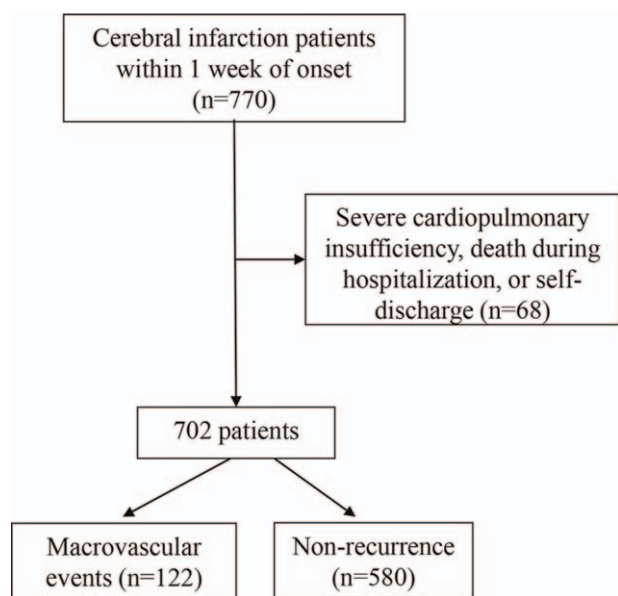 Cerebral infarction patients
within 1 week of onset
(n=770)
Severe cardiopulmonary
insufficiency, death during
hospitalization, or self-
discharge (n=68)
702 patients
Macrovascular
events (n=122)
Non-recurrence
(n=580)